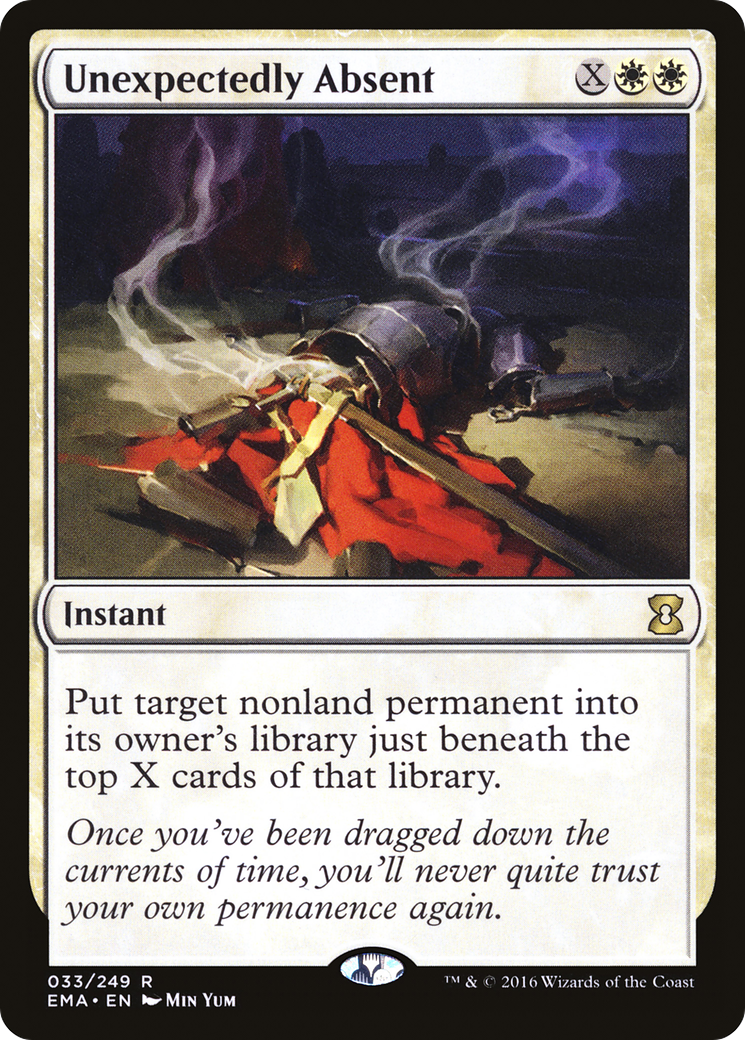 Unexpectedly Absent X
Instant
Put target nonland permanent into
its owner's library just beneath the
top X cards of that library.
Once you've been dragged down the
currents of time, you'll never quite trust
your own permanence again.
033/249 R
™ & © 2016 Wizards of the Coast
EMA • EN Min Yum